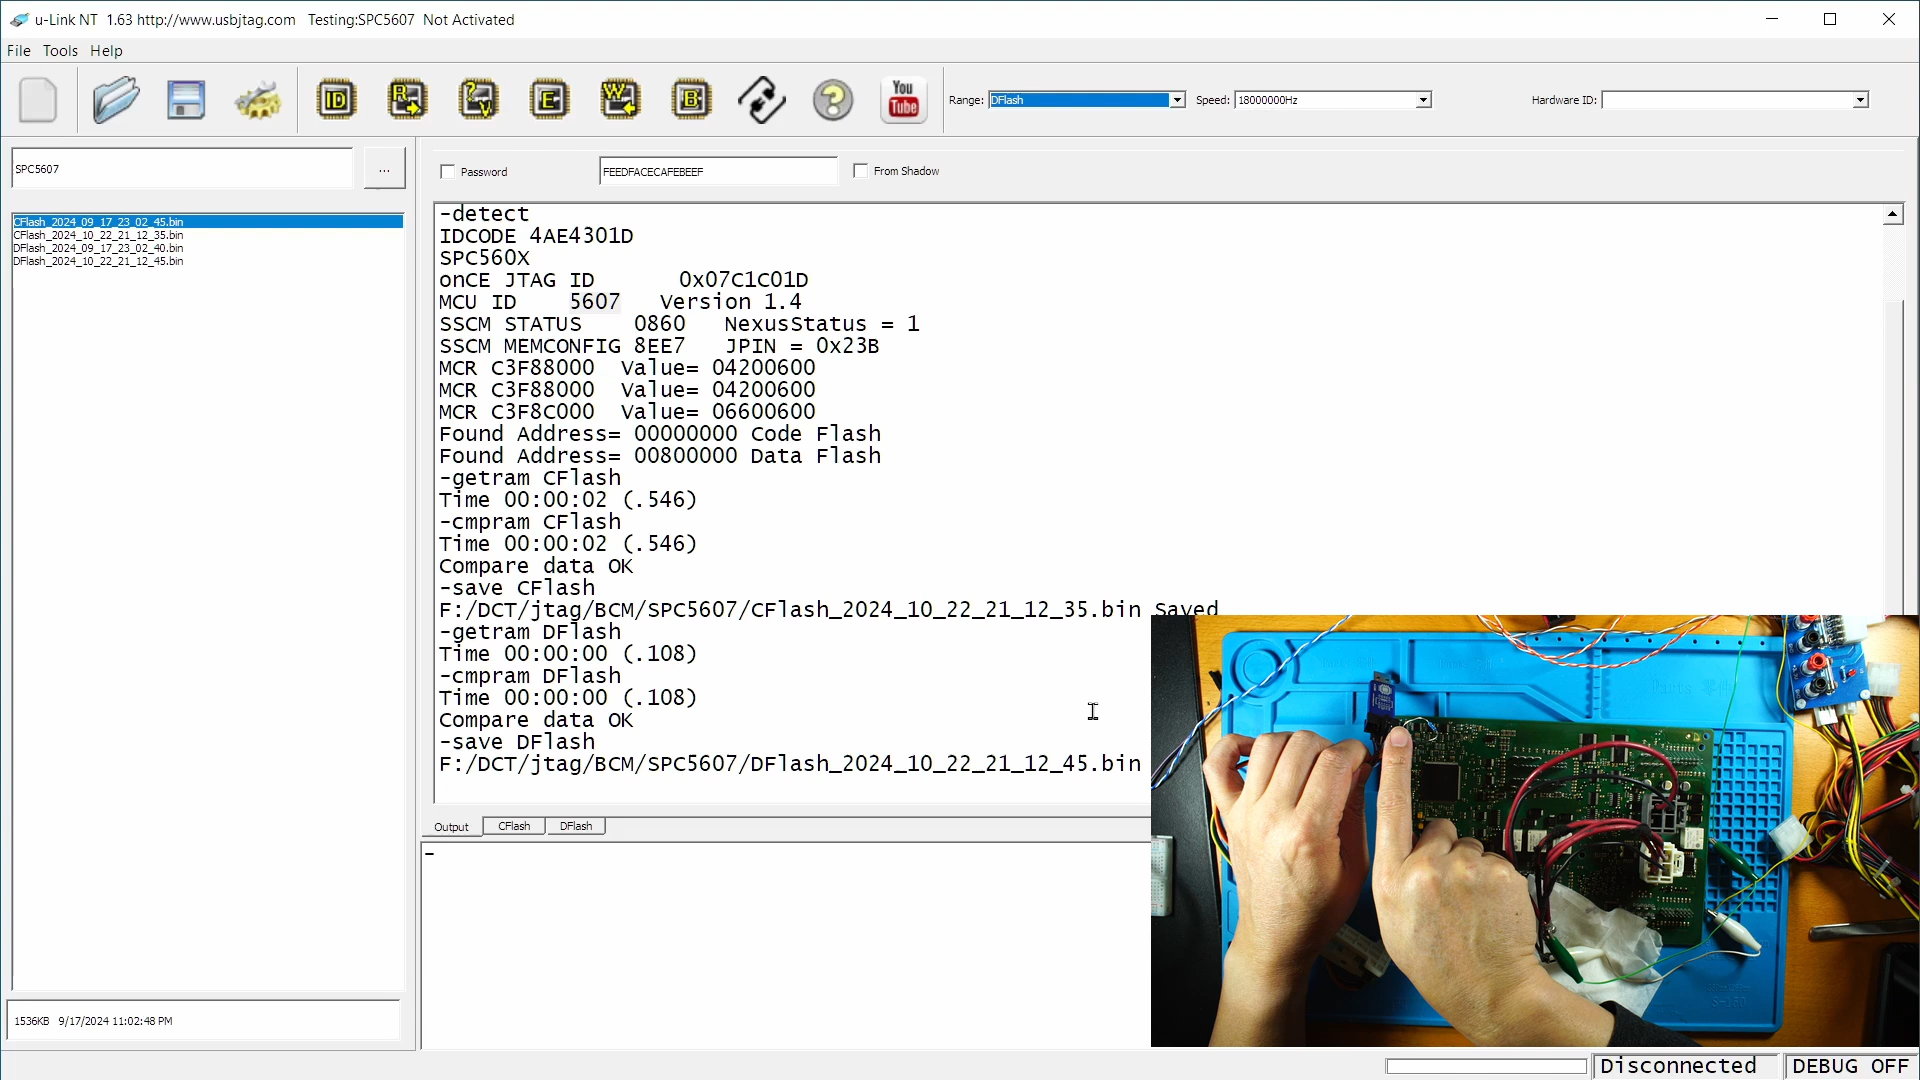 u-Link NT 1.63 http://www.usbjtag.com Testing:SPC5607 Not Activated
File Tools Help
ID R ?V E W B You Tube
Range: DFlash Speed: 18000000Hz Hardware ID:
SPC5607 ...
Password FEEDFACECAFEBEEF From Shadow
CFlash_2024_09_17_23_02_45.bin
CFlash_2024_10_22_21_12_35.bin
DFlash_2024_09_17_23_02_40.bin
DFlash_2024_10_22_21_12_45.bin
1536KB 9/17/2024 11:02:48 PM
-detect
IDCODE 4AE4301D
SPC560X
onCE JTAG ID 0x07C1C01D
MCU ID 5607 Version 1.4
SSCM STATUS 0860 NexusStatus = 1
SSCM MEMCONFIG 8EE7 JPIN = 0x23B
MCR C3F88000 Value= 04200600
MCR C3F88000 Value= 04200600
MCR C3F8C000 Value= 06600600
Found Address= 00000000 Code Flash
Found Address= 00800000 Data Flash
-getram CFlash
Time 00:00:02 (.546)
-cmpram CFlash
Time 00:00:02 (.546)
Compare data OK
-save CFlash
F:/DCT/jtag/BCM/SPC5607/CFlash_2024_10_22_21_12_35.bin Saved
-getram DFlash
Time 00:00:00 (.108)
-cmpram DFlash
Time 00:00:00 (.108)
Compare data OK
-save DFlash
F:/DCT/jtag/BCM/SPC5607/DFlash_2024_10_22_21_12_45.bin
Output CFlash DFlash
-
S-160
Disconnected DEBUG OFF